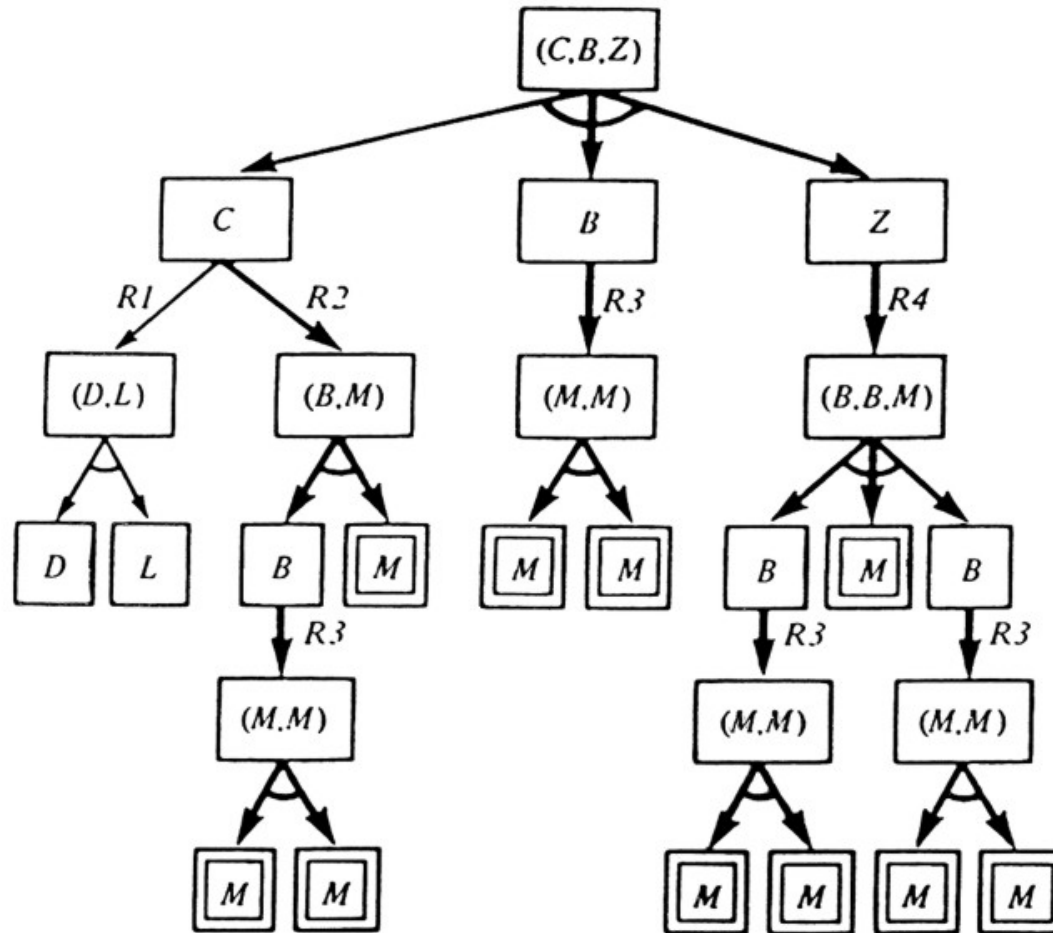 (C,B,Z)
C B Z
R1 R2 R3 R4
(D,L) (B,M) (M,M) (B,B,M)
D L B M M M B M B
R3 R3 R3
(M,M) (M,M) (M,M)
M M M M M M